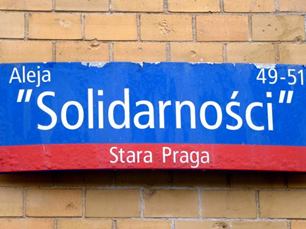 Aleja 49-51
"Solidarności"
Stara Praga